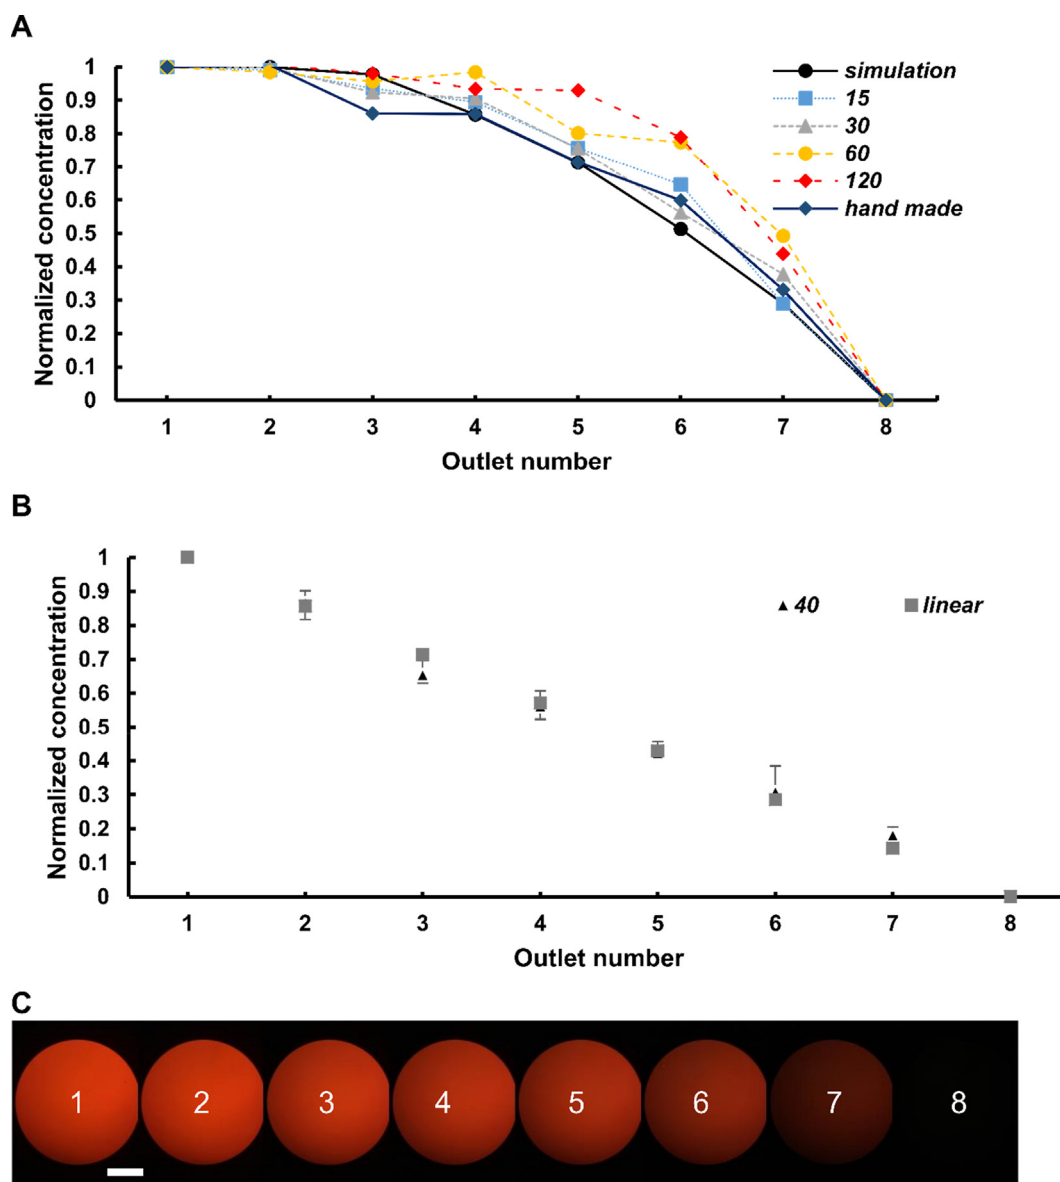 A
Normalized concentration
1
0.9
0.8
0.7
0.6
0.5
0.4
0.3
0.2
0.1
0
simulation
15
30
60
120
hand made
1 2 3 4 5 6 7 8
Outlet number
B
Normalized concentration
1
0.9
0.8
0.7
0.6
0.5
0.4
0.3
0.2
0.1
0
40 linear
1 2 3 4 5 6 7 8
Outlet number
C
1 2 3 4 5 6 7 8